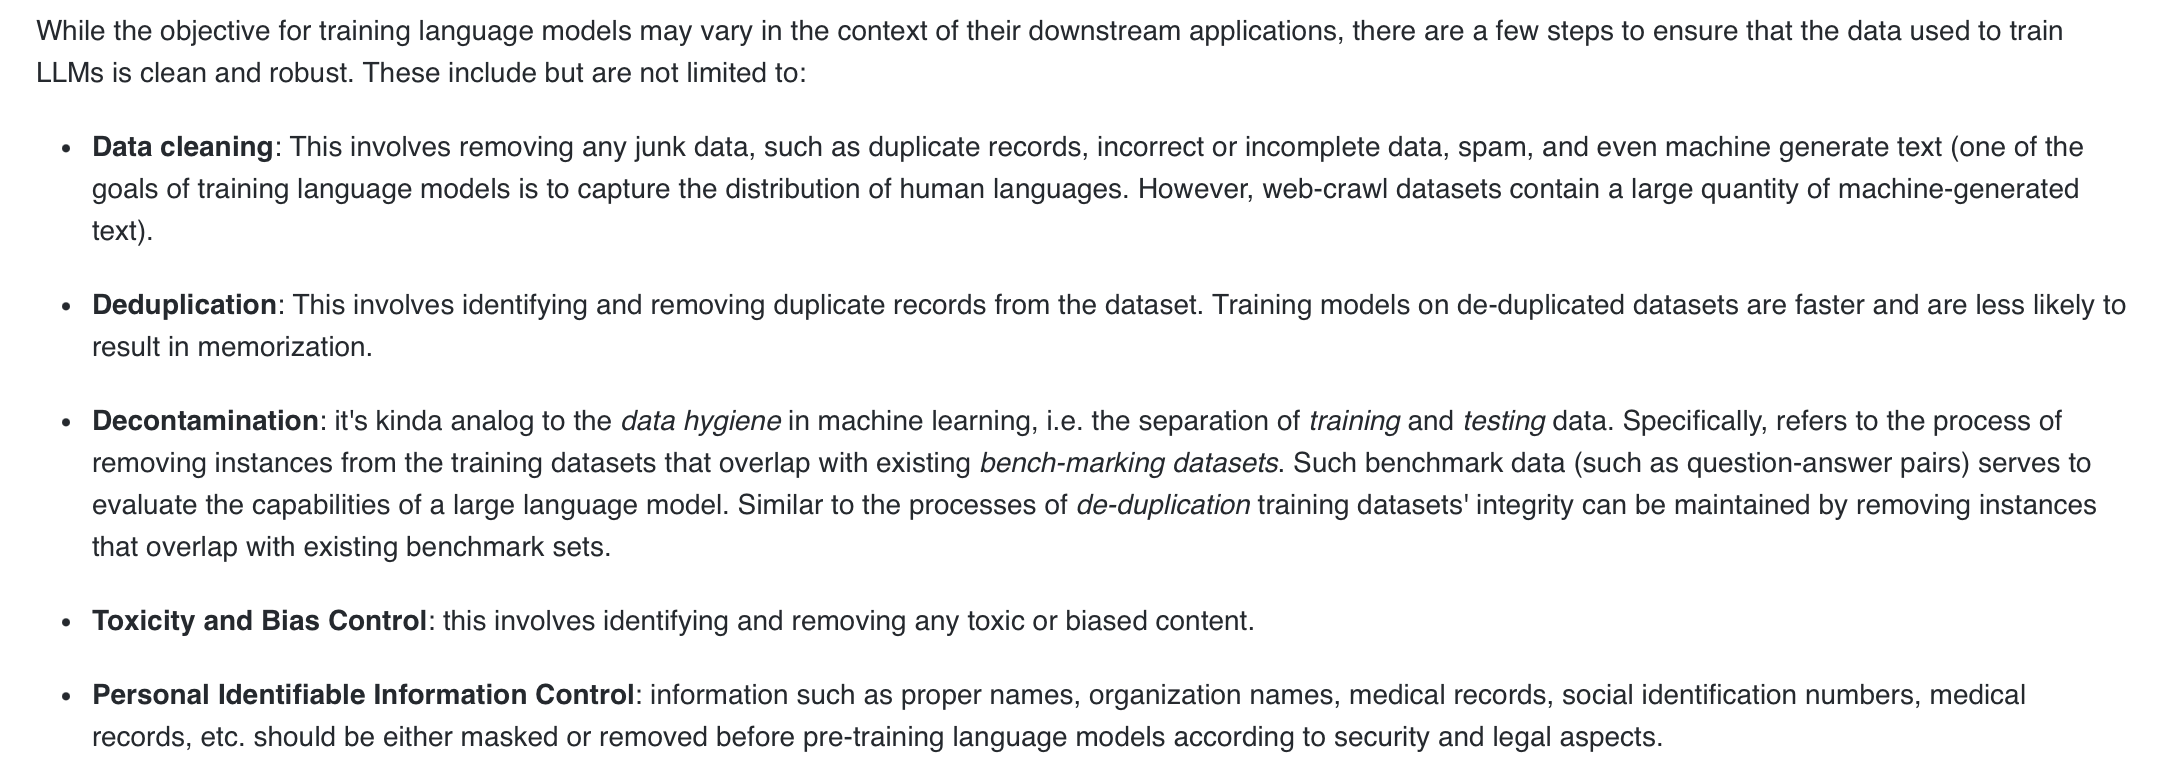 While the objective for training language models may vary in the context of their downstream applications, there are a few steps to ensure that the data used to train
LLMs is clean and robust. These include but are not limited to:
• Data cleaning: This involves removing any junk data, such as duplicate records, incorrect or incomplete data, spam, and even machine generate text (one of the
goals of training language models is to capture the distribution of human languages. However, web-crawl datasets contain a large quantity of machine-generated
text).
• Deduplication: This involves identifying and removing duplicate records from the dataset. Training models on de-duplicated datasets are faster and are less likely to
result in memorization.
• Decontamination: it's kinda analog to the data hygiene in machine learning, i.e. the separation of training and testing data. Specifically, refers to the process of
removing instances from the training datasets that overlap with existing bench-marking datasets. Such benchmark data (such as question-answer pairs) serves to
evaluate the capabilities of a large language model. Similar to the processes of de-duplication training datasets' integrity can be maintained by removing instances
that overlap with existing benchmark sets.
• Toxicity and Bias Control: this involves identifying and removing any toxic or biased content.
• Personal Identifiable Information Control: information such as proper names, organization names, medical records, social identification numbers, medical
records, etc. should be either masked or removed before pre-training language models according to security and legal aspects.